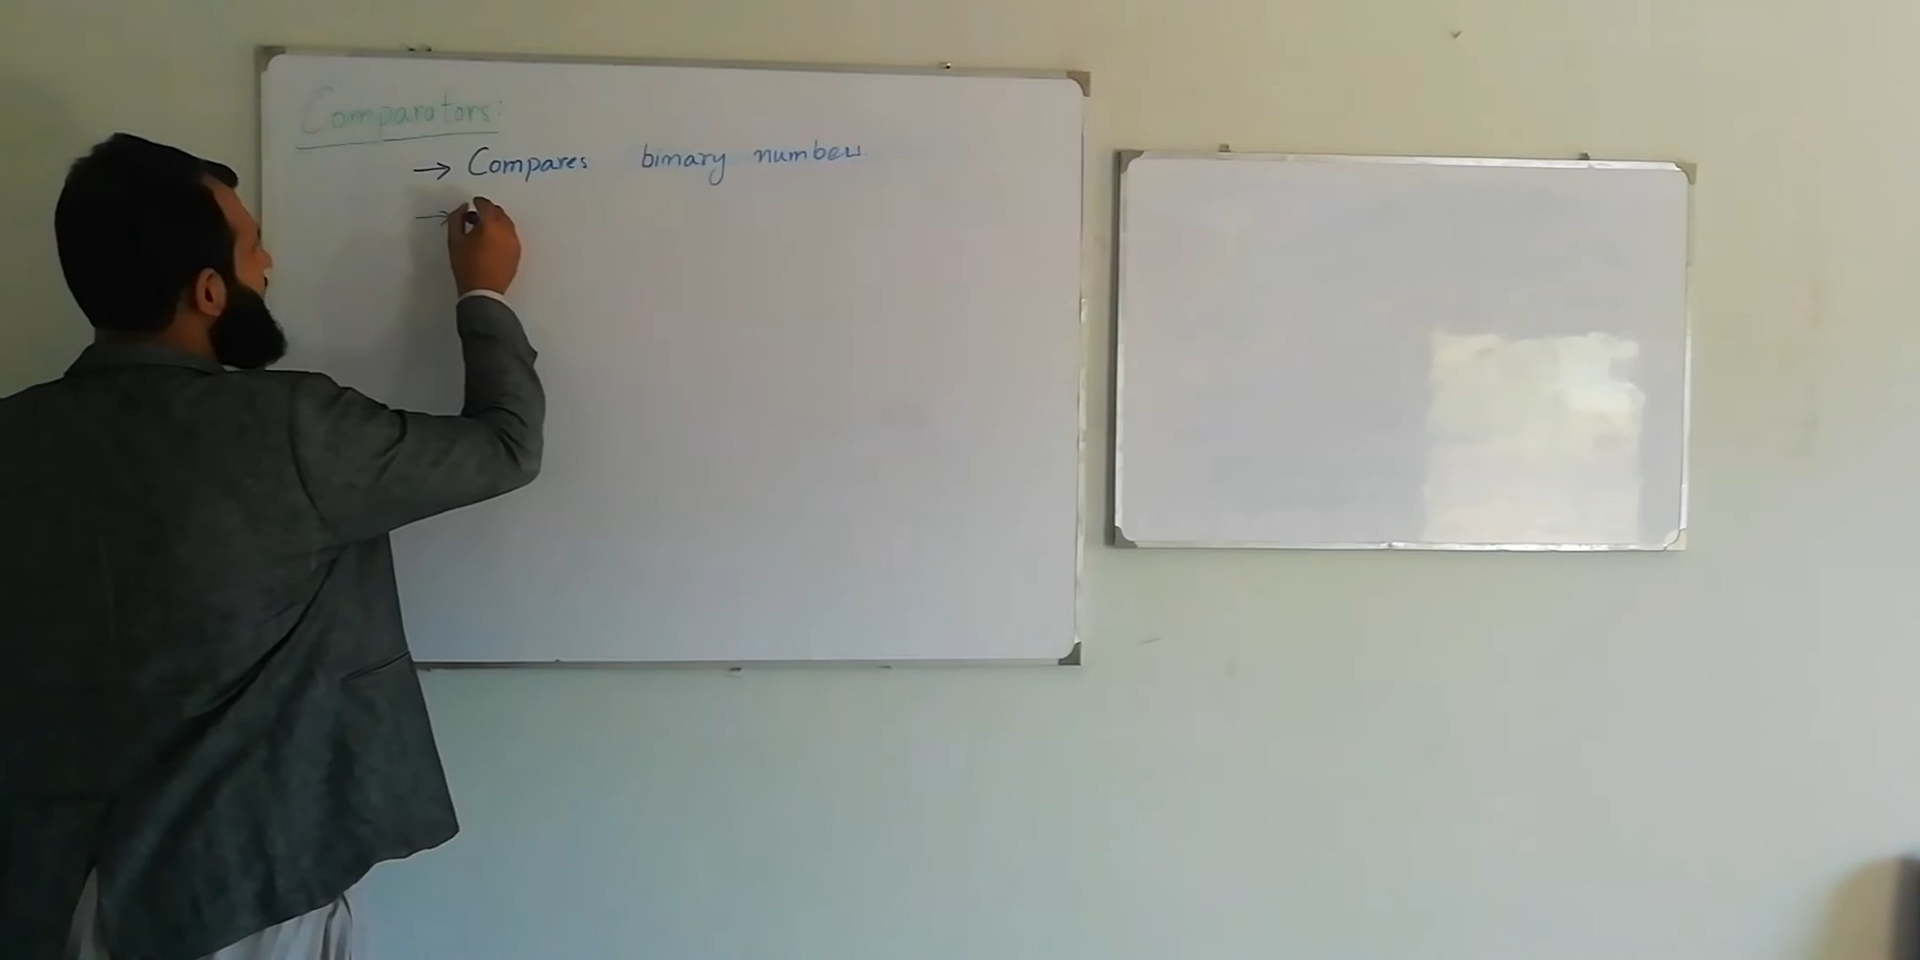 Comparators:
→ Compares binary numbers
→